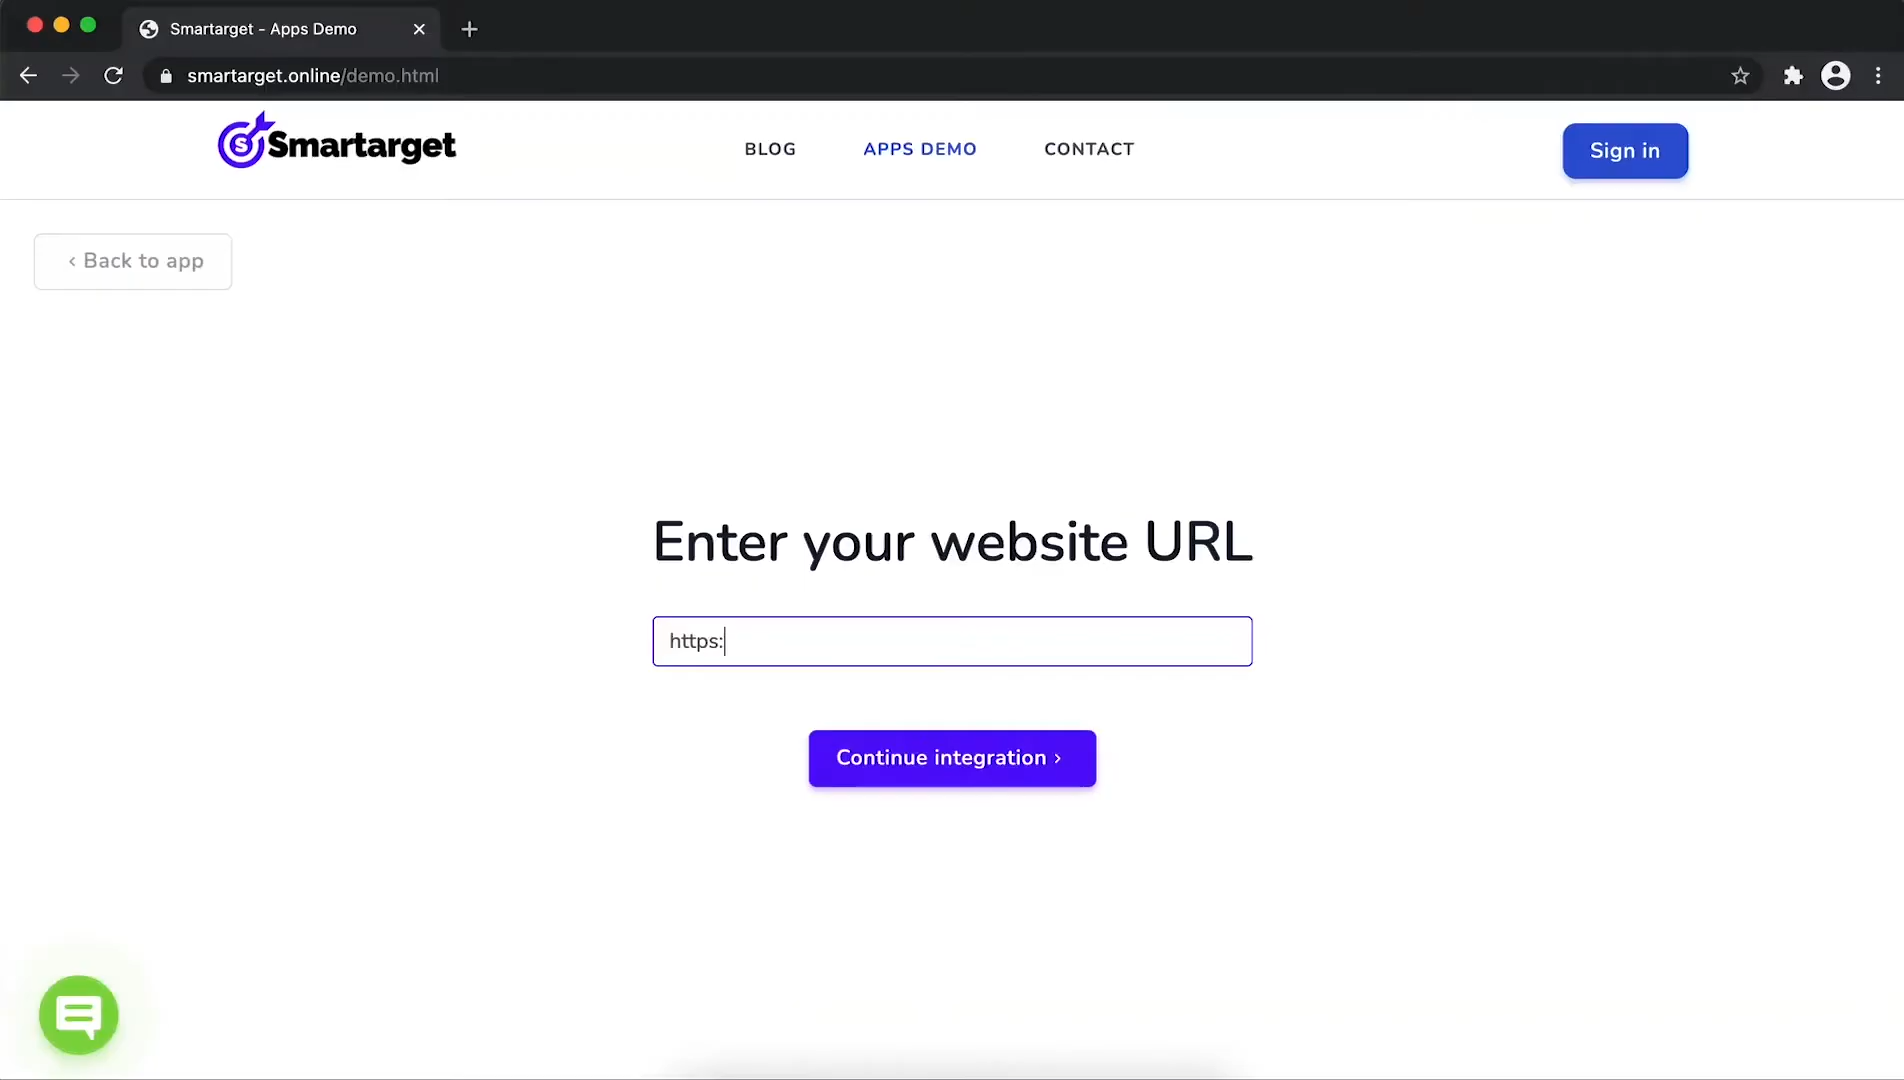 Smartarget - Apps Demo
smartarget.online/demo.html
Smartarget
BLOG
APPS DEMO
CONTACT
Sign in
‹ Back to app
Enter your website URL
https:
Continue integration ›